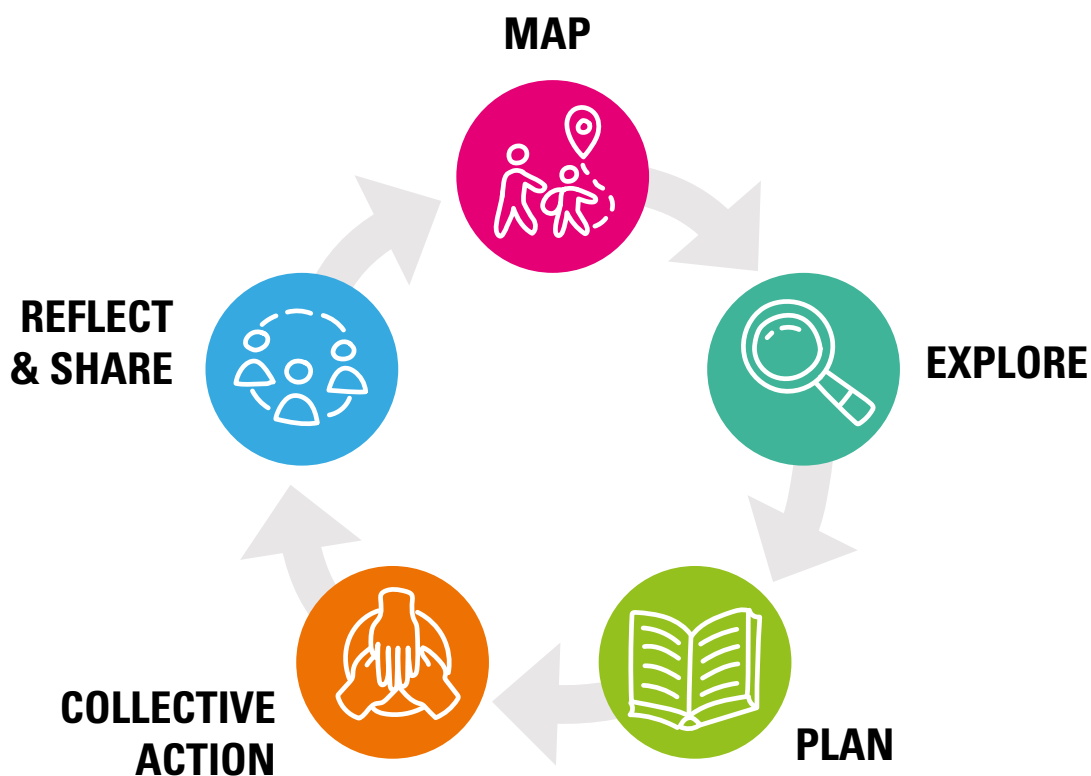 MAP
EXPLORE
PLAN
COLLECTIVE
ACTION
REFLECT
& SHARE